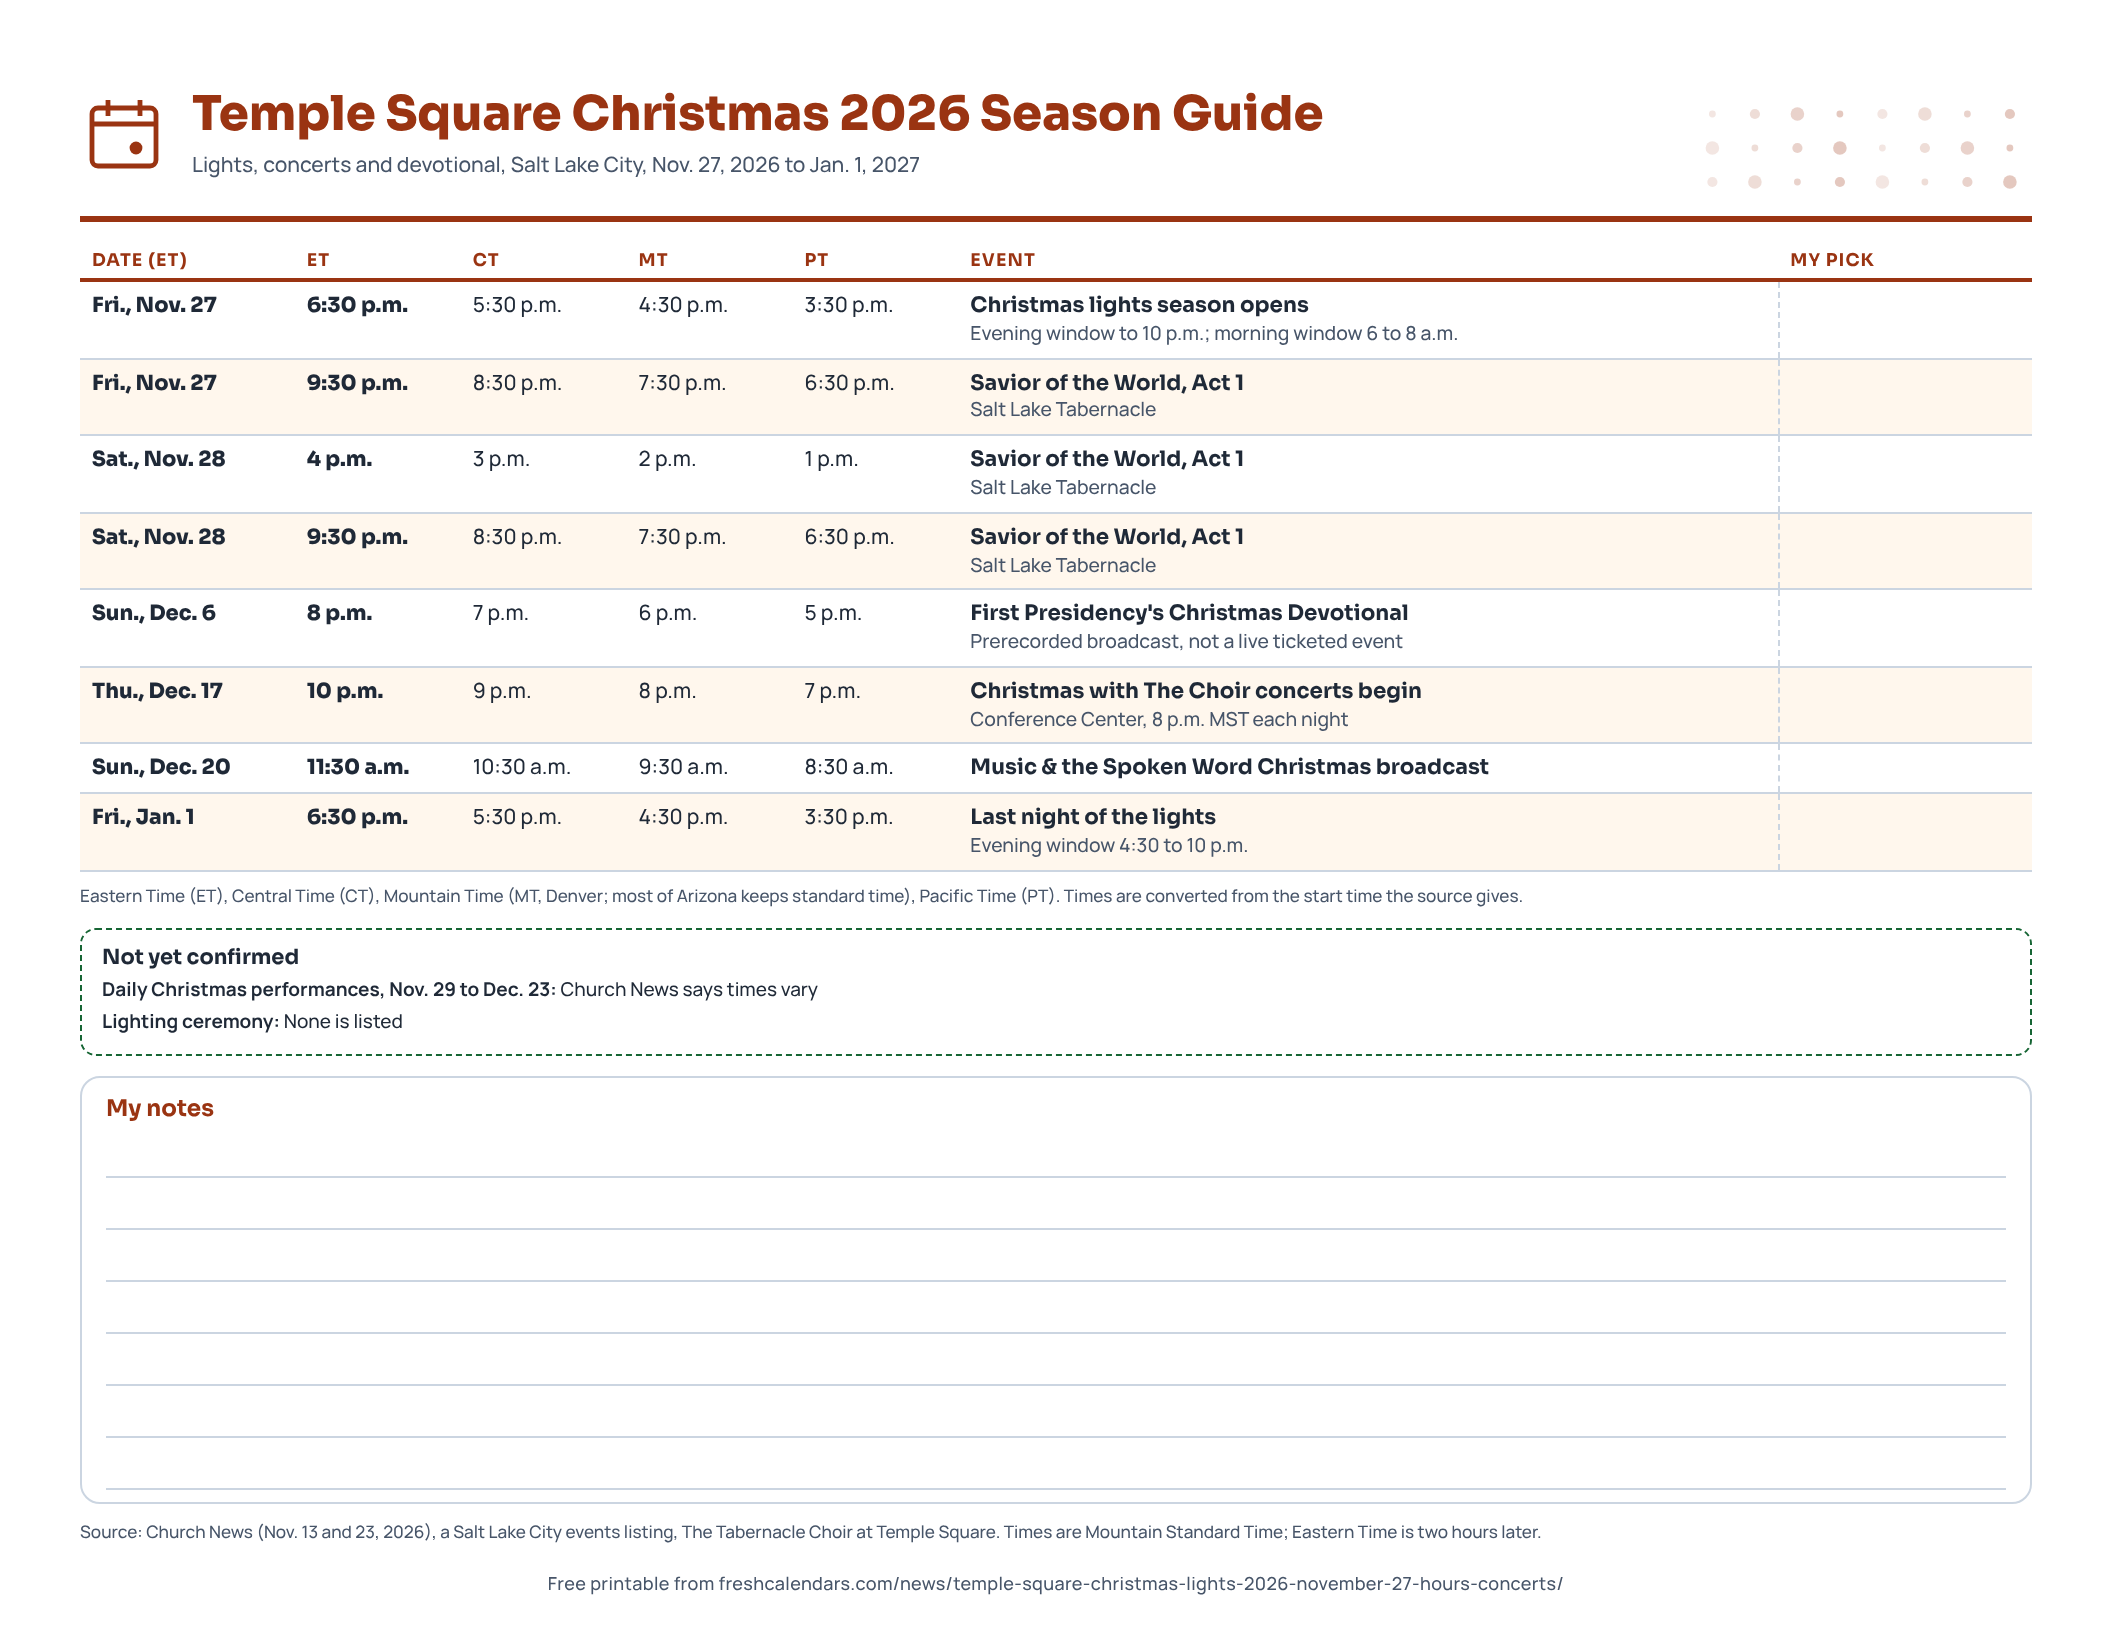 Temple Square Christmas 2026 Season Guide
Lights, concerts and devotional, Salt Lake City, Nov. 27, 2026 to Jan. 1, 2027
DATE (ET) ET CT MT PT EVENT MY PICK
Fri., Nov. 27 6:30 p.m. 5:30 p.m. 4:30 p.m. 3:30 p.m. Christmas lights season opens
Evening window to 10 p.m.; morning window 6 to 8 a.m.
Fri., Nov. 27 9:30 p.m. 8:30 p.m. 7:30 p.m. 6:30 p.m. Savior of the World, Act 1
Salt Lake Tabernacle
Sat., Nov. 28 4 p.m. 3 p.m. 2 p.m. 1 p.m. Savior of the World, Act 1
Salt Lake Tabernacle
Sat., Nov. 28 9:30 p.m. 8:30 p.m. 7:30 p.m. 6:30 p.m. Savior of the World, Act 1
Salt Lake Tabernacle
Sun., Dec. 6 8 p.m. 7 p.m. 6 p.m. 5 p.m. First Presidency's Christmas Devotional
Prerecorded broadcast, not a live ticketed event
Thu., Dec. 17 10 p.m. 9 p.m. 8 p.m. 7 p.m. Christmas with The Choir concerts begin
Conference Center, 8 p.m. MST each night
Sun., Dec. 20 11:30 a.m. 10:30 a.m. 9:30 a.m. 8:30 a.m. Music & the Spoken Word Christmas broadcast
Fri., Jan. 1 6:30 p.m. 5:30 p.m. 4:30 p.m. 3:30 p.m. Last night of the lights
Evening window 4:30 to 10 p.m.
Eastern Time (ET), Central Time (CT), Mountain Time (MT, Denver; most of Arizona keeps standard time), Pacific Time (PT). Times are converted from the start time the source gives.
Not yet confirmed
Daily Christmas performances, Nov. 29 to Dec. 23: Church News says times vary
Lighting ceremony: None is listed
My notes
Source: Church News (Nov. 13 and 23, 2026), a Salt Lake City events listing, The Tabernacle Choir at Temple Square. Times are Mountain Standard Time; Eastern Time is two hours later.
Free printable from freshcalendars.com/news/temple-square-christmas-lights-2026-november-27-hours-concerts/